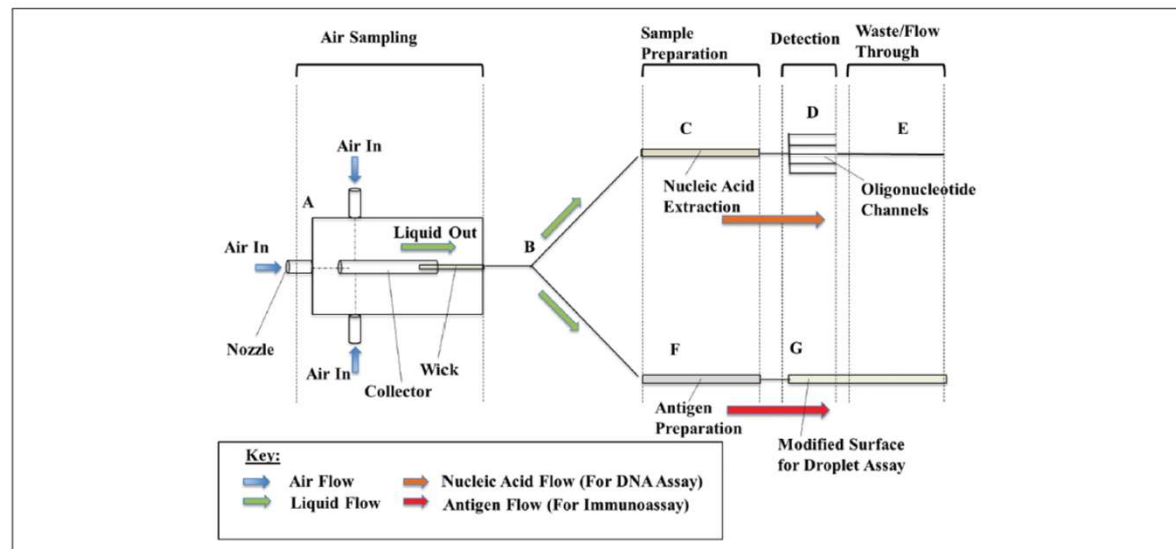 Air Sampling
Sample
Preparation
Detection
Waste/Flow
Through
Air In
A
Air In
Liquid Out
Nozzle
Air In
Collector
Wick
B
C
Nucleic Acid
Extraction
D
Oligonucleotide
Channels
E
F
Antigen
Preparation
G
Modified Surface
for Droplet Assay
Key:
Air Flow
Liquid Flow
Nucleic Acid Flow (For DNA Assay)
Antigen Flow (For Immunoassay)